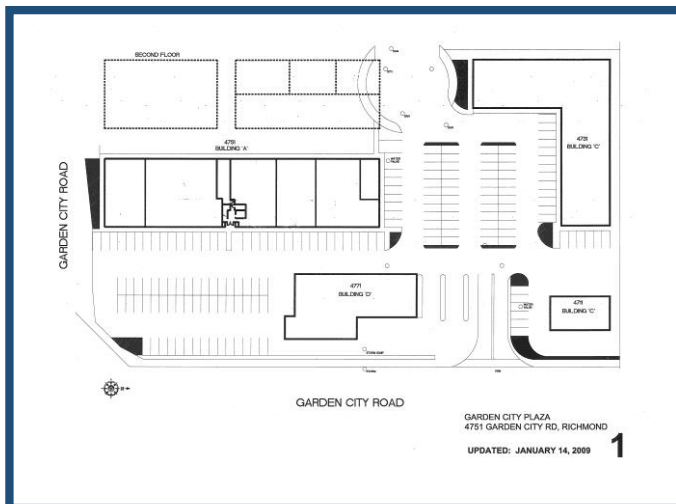 SECOND FLOOR
4791
BUILDING 'A'
4751
BUILDING 'C'
GARDEN CITY ROAD
4771
BUILDING 'D'
BUILDING 'C'
GARDEN CITY ROAD
GARDEN CITY PLAZA
4751 GARDEN CITY RD, RICHMOND
UPDATED: JANUARY 14, 2009
1